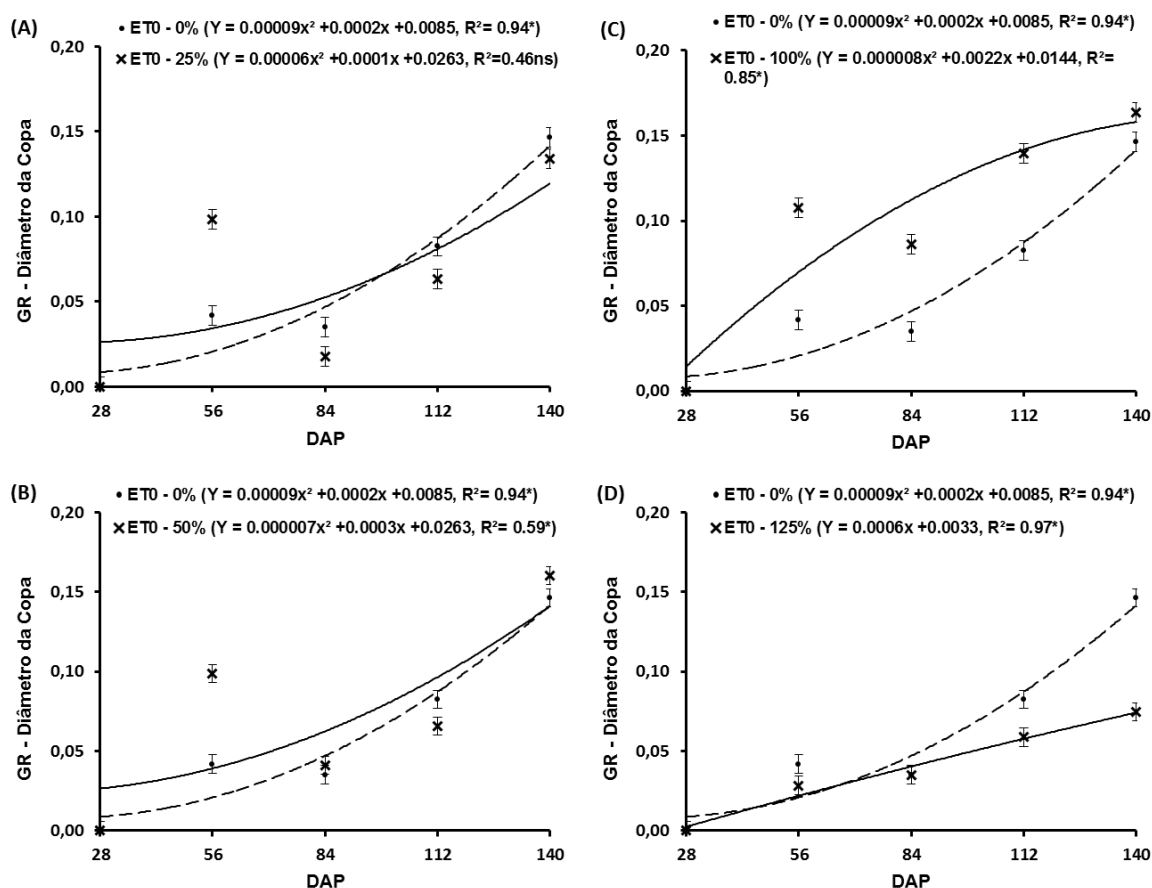 (A)
• ET0 - 0% (Y = 0.00009x² +0.0002x +0.0085, R²= 0.94*)
× ET0 - 25% (Y = 0.00006x² +0.0001x +0.0263, R²=0.46ns)
GR - Diâmetro da Copa
0,20
0,15
0,10
0,05
0,00
28 56 84 112 140
DAP
(C)
• ET0 - 0% (Y = 0.00009x² +0.0002x +0.0085, R²= 0.94*)
× ET0 - 100% (Y = 0.000008x² +0.0022x +0.0144, R²=
0.85*)
GR - Diâmetro da Copa
0,20
0,15
0,10
0,05
0,00
28 56 84 112 140
DAP
(B)
• ET0 - 0% (Y = 0.00009x² +0.0002x +0.0085, R²= 0.94*)
× ET0 - 50% (Y = 0.000007x² +0.0003x +0.0263, R²= 0.59*)
GR - Diâmetro da Copa
0,20
0,15
0,10
0,05
0,00
28 56 84 112 140
DAP
(D)
• ET0 - 0% (Y = 0.00009x² +0.0002x +0.0085, R²= 0.94*)
× ET0 - 125% (Y = 0.0006x +0.0033, R²= 0.97*)
GR - Diâmetro da Copa
0,20
0,15
0,10
0,05
0,00
28 56 84 112 140
DAP